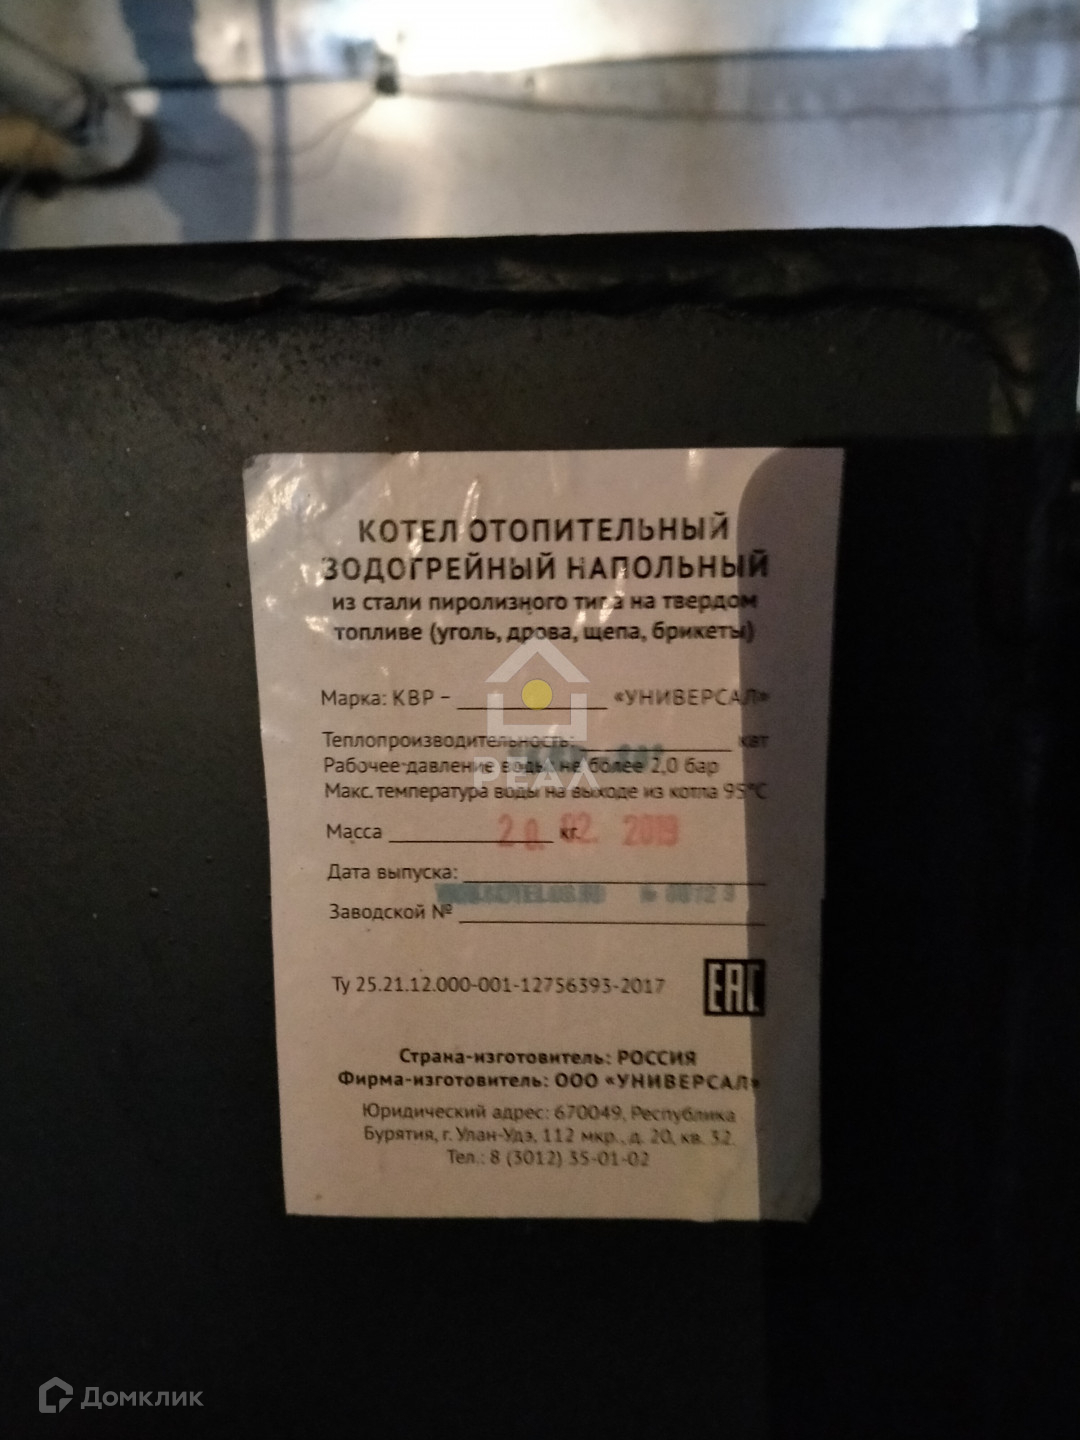 КОТЕЛ ОТОПИТЕЛЬНЫЙ
ВОДОГРЕЙНЫЙ НАПОЛЬНЫЙ
из стали пиролизного типа на твердом
топливе (уголь, дрова, щепа, брикеты)
Марка: КВР – «УНИВЕРСАЛ»
Теплопроизводительность: квт
Рабочее давление воды не более 2,0 бар
Макс. температура воды на выходе из котла 95°С
РЕАЛ
Масса кг.
20. 02. 2019
Дата выпуска:
Заводской №
Ту 25.21.12.000-001-12756393-2017
EAC
Страна-изготовитель: РОССИЯ
Фирма-изготовитель: ООО «УНИВЕРСАЛ»
Юридический адрес: 670049, Республика
Бурятия, г. Улан-Удэ, 112 мкр., д. 20, кв. 32.
Тел.: 8 (3012) 35-01-02
Домклик